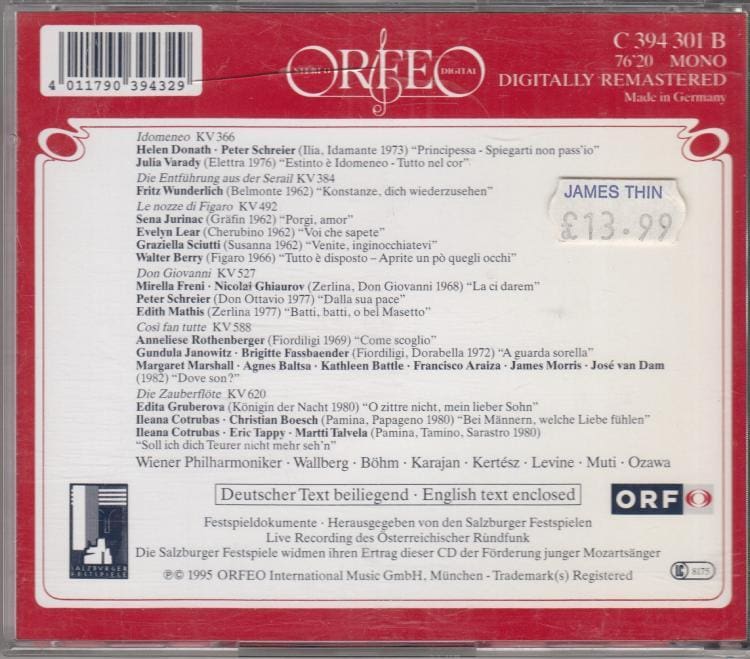 4 011790 394329
STEREO ORFEO DIGITAL
C 394 301 B
76'20 MONO
DIGITALLY REMASTERED
Made in Germany
Idomeneo KV 366
Helen Donath · Peter Schreier (Ilia, Idamante 1973) “Principessa - Spiegarti non pass'io”
Julia Varady (Elettra 1976) “Estinto è Idomeneo - Tutto nel cor”
Die Entführung aus der Serail KV 384
Fritz Wunderlich (Belmonte 1962) “Konstanze, dich wiederzusehen”
Le nozze di Figaro KV 492
Sena Jurinac (Gräfin 1962) “Porgi, amor”
Evelyn Lear (Cherubino 1962) “Voi che sapete”
Graziella Sciutti (Susanna 1962) “Venite, inginocchiatevi”
Walter Berry (Figaro 1966) “Tutto è disposto - Aprite un pò quegli occhi”
JAMES THIN
£13.99
Don Giovanni KV 527
Mirella Freni · Nicolai Ghiaurov (Zerlina, Don Giovanni 1968) “La ci darem”
Peter Schreier (Don Ottavio 1977) “Dalla sua pace”
Edith Mathis (Zerlina 1977) “Batti, batti, o bel Masetto”
Così fan tutte KV 588
Anneliese Rothenberger (Fiordiligi 1969) “Come scoglio”
Gundula Janowitz · Brigitte Fassbaender (Fiordiligi, Dorabella 1972) “A guarda sorella”
Margaret Marshall · Agnes Baltsa · Kathleen Battle · Francisco Araiza · James Morris · José van Dam
(1982) “Dove son?”
Die Zauberflöte KV 620
Edita Gruberova (Königin der Nacht 1980) “O zittre nicht, mein lieber Sohn”
Ileana Cotrubas · Christian Boesch (Pamina, Papageno 1980) “Bei Männern, welche Liebe fühlen”
Ileana Cotrubas · Eric Tappy · Martti Talvela (Pamina, Tamino, Sarastro 1980)
“Soll ich dich Teurer nicht mehr seh'n”
Wiener Philharmoniker · Wallberg · Böhm · Karajan · Kertész · Levine · Muti · Ozawa
Deutscher Text beiliegend · English text enclosed
ORF
Festspieldokumente · Herausgegeben von den Salzburger Festspielen
Live Recording des Österreichischer Rundfunk
Die Salzburger Festspiele widmen ihren Ertrag dieser CD der Förderung junger Mozartsänger
SALZBURGER
FESTSPIELE
℗© 1995 ORFEO International Music GmbH, München - Trademark(s) Registered
LC 8175